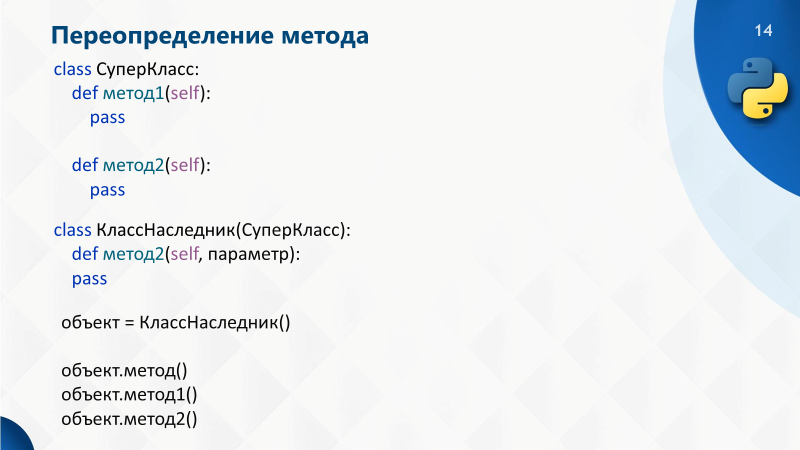 Переопределение метода
14
class СуперКласс:
def метод1(self):
pass
def метод2(self):
pass
class КлассНаследник(СуперКласс):
def метод2(self, параметр):
pass
объект = КлассНаследник()
объект.метод()
объект.метод1()
объект.метод2()